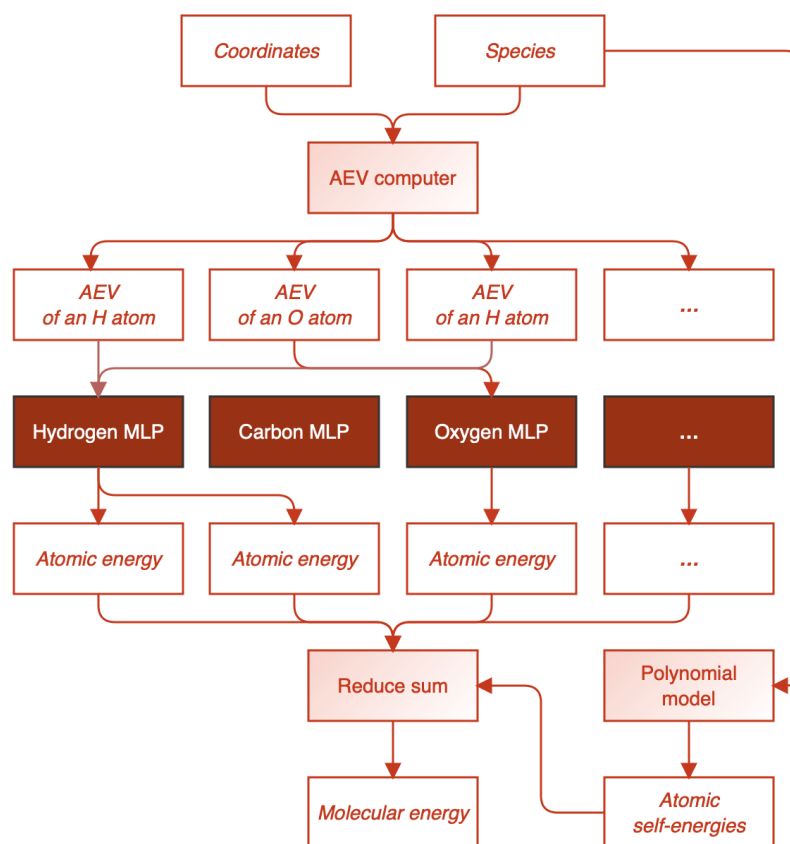 Coordinates
Species
AEV computer
AEV
of an H atom
AEV
of an O atom
AEV
of an H atom
...
Hydrogen MLP
Carbon MLP
Oxygen MLP
...
Atomic energy
Atomic energy
Atomic energy
...
Reduce sum
Polynomial
model
Molecular energy
Atomic
self-energies